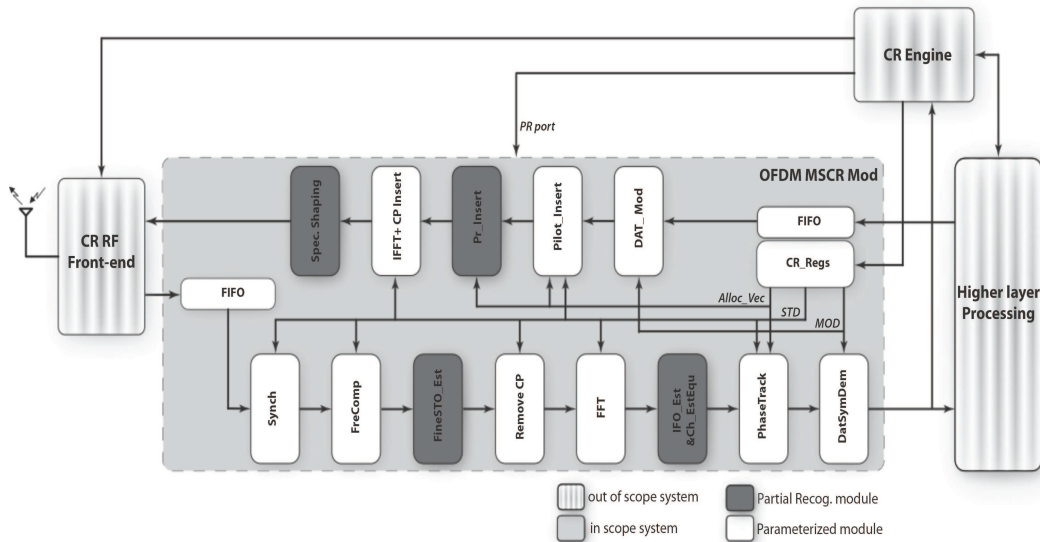 CR Engine
PR port
OFDM MSCR Mod
CR RF
Front-end
Spec. Shaping
IFFT+ CP Insert
Pr_Insert
Pilot_Insert
DAT_ Mod
FIFO
CR_Regs
Higher layer
Processing
FIFO
Alloc_Vec
STD
MOD
Synch
FreComp
FineSTO_Est
Remove CP
FFT
IFO_Est
&Ch_EstEqu
PhaseTrack
DatSymDem
out of scope system
Partial Recog. module
in scope system
Parameterized module